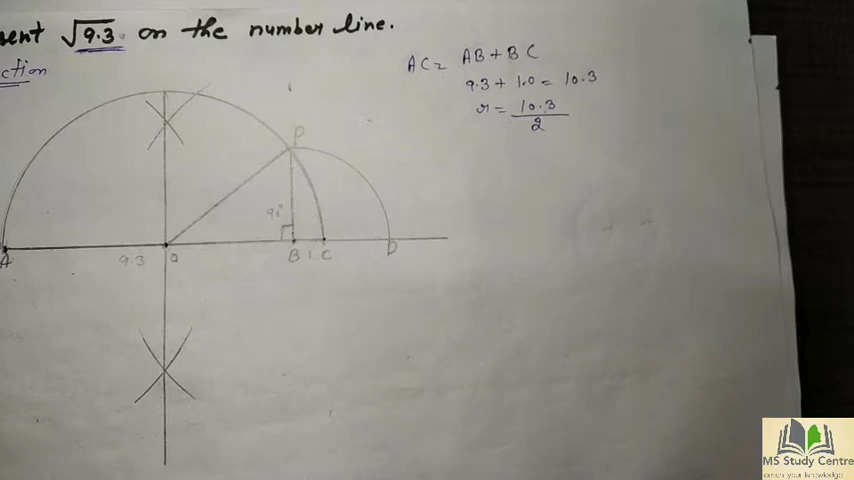 ent √9.3 on the number line.
ction
AC = AB + BC
9.3 + 1.0 = 10.3
r = 10.3/2
P
90°
A 9.3 O B 1 C D
MS Study Centre